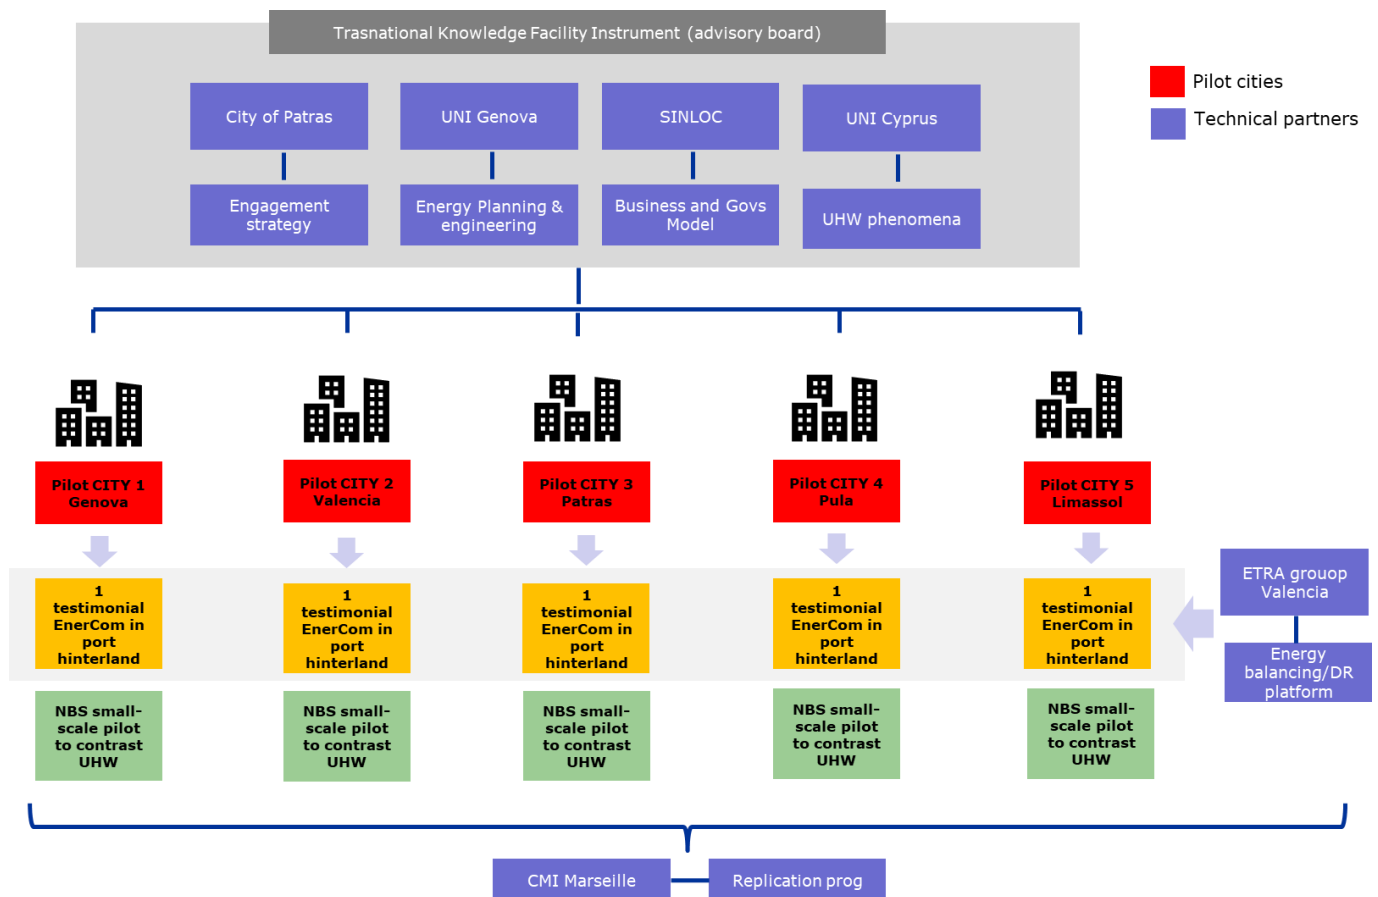 Trasnational Knowledge Facility Instrument (advisory board)
Pilot cities
Technical partners
City of Patras
UNI Genova
SINLOC
UNI Cyprus
Engagement
strategy
Energy Planning &
engineering
Business and Govs
Model
UHW phenomena
Pilot CITY 1
Genova
Pilot CITY 2
Valencia
Pilot CITY 3
Patras
Pilot CITY 4
Pula
Pilot CITY 5
Limassol
1
testimonial
EnerCom in
port
hinterland
1
testimonial
EnerCom in
port
hinterland
1
testimonial
EnerCom in
port
hinterland
1
testimonial
EnerCom in
port
hinterland
1
testimonial
EnerCom in
port
hinterland
ETRA grouop
Valencia
Energy
balancing/DR
platform
NBS small-
scale pilot
to contrast
UHW
NBS small-
scale pilot
to contrast
UHW
NBS small-
scale pilot
to contrast
UHW
NBS small-
scale pilot
to contrast
UHW
NBS small-
scale pilot
to contrast
UHW
CMI Marseille
Replication prog